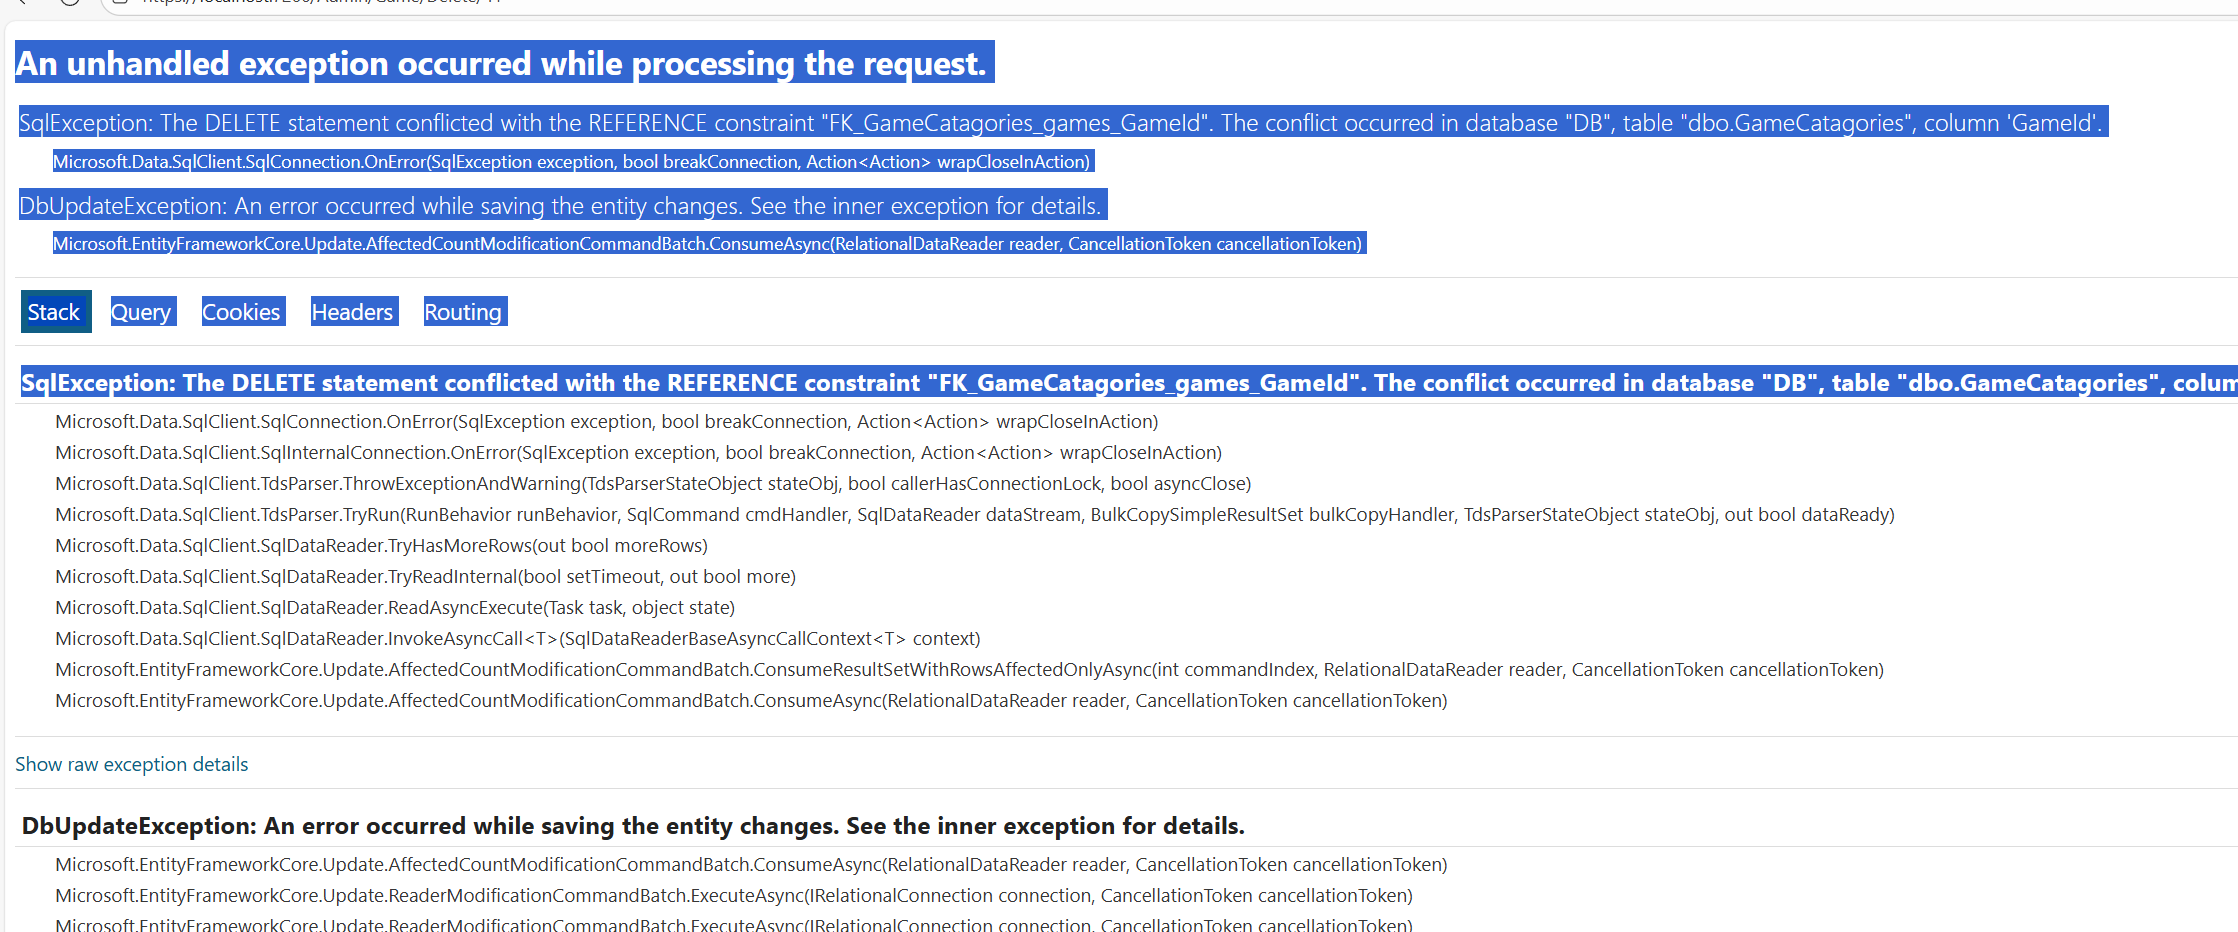 An unhandled exception occurred while processing the request.
SqlException: The DELETE statement conflicted with the REFERENCE constraint "FK_GameCatagories_games_GameId". The conflict occurred in database "DB", table "dbo.GameCatagories", column 'GameId'.
Microsoft.Data.SqlClient.SqlConnection.OnError(SqlException exception, bool breakConnection, Action<Action> wrapCloseInAction)
DbUpdateException: An error occurred while saving the entity changes. See the inner exception for details.
Microsoft.EntityFrameworkCore.Update.AffectedCountModificationCommandBatch.ConsumeAsync(RelationalDataReader reader, CancellationToken cancellationToken)
Stack Query Cookies Headers Routing
SqlException: The DELETE statement conflicted with the REFERENCE constraint "FK_GameCatagories_games_GameId". The conflict occurred in database "DB", table "dbo.GameCatagories", colum
Microsoft.Data.SqlClient.SqlConnection.OnError(SqlException exception, bool breakConnection, Action<Action> wrapCloseInAction)
Microsoft.Data.SqlClient.SqlInternalConnection.OnError(SqlException exception, bool breakConnection, Action<Action> wrapCloseInAction)
Microsoft.Data.SqlClient.TdsParser.ThrowExceptionAndWarning(TdsParserStateObject stateObj, bool callerHasConnectionLock, bool asyncClose)
Microsoft.Data.SqlClient.TdsParser.TryRun(RunBehavior runBehavior, SqlCommand cmdHandler, SqlDataReader dataStream, BulkCopySimpleResultSet bulkCopyHandler, TdsParserStateObject stateObj, out bool dataReady)
Microsoft.Data.SqlClient.SqlDataReader.TryHasMoreRows(out bool moreRows)
Microsoft.Data.SqlClient.SqlDataReader.TryReadInternal(bool setTimeout, out bool more)
Microsoft.Data.SqlClient.SqlDataReader.ReadAsyncExecute(Task task, object state)
Microsoft.Data.SqlClient.SqlDataReader.InvokeAsyncCall<T>(SqlDataReaderBaseAsyncCallContext<T> context)
Microsoft.EntityFrameworkCore.Update.AffectedCountModificationCommandBatch.ConsumeResultSetWithRowsAffectedOnlyAsync(int commandIndex, RelationalDataReader reader, CancellationToken cancellationToken)
Microsoft.EntityFrameworkCore.Update.AffectedCountModificationCommandBatch.ConsumeAsync(RelationalDataReader reader, CancellationToken cancellationToken)
Show raw exception details
DbUpdateException: An error occurred while saving the entity changes. See the inner exception for details.
Microsoft.EntityFrameworkCore.Update.AffectedCountModificationCommandBatch.ConsumeAsync(RelationalDataReader reader, CancellationToken cancellationToken)
Microsoft.EntityFrameworkCore.Update.ReaderModificationCommandBatch.ExecuteAsync(IRelationalConnection connection, CancellationToken cancellationToken)
Microsoft.EntityFrameworkCore.Update.ReaderModificationCommandBatch.ExecuteAsync(IRelationalConnection connection, CancellationToken cancellationToken)